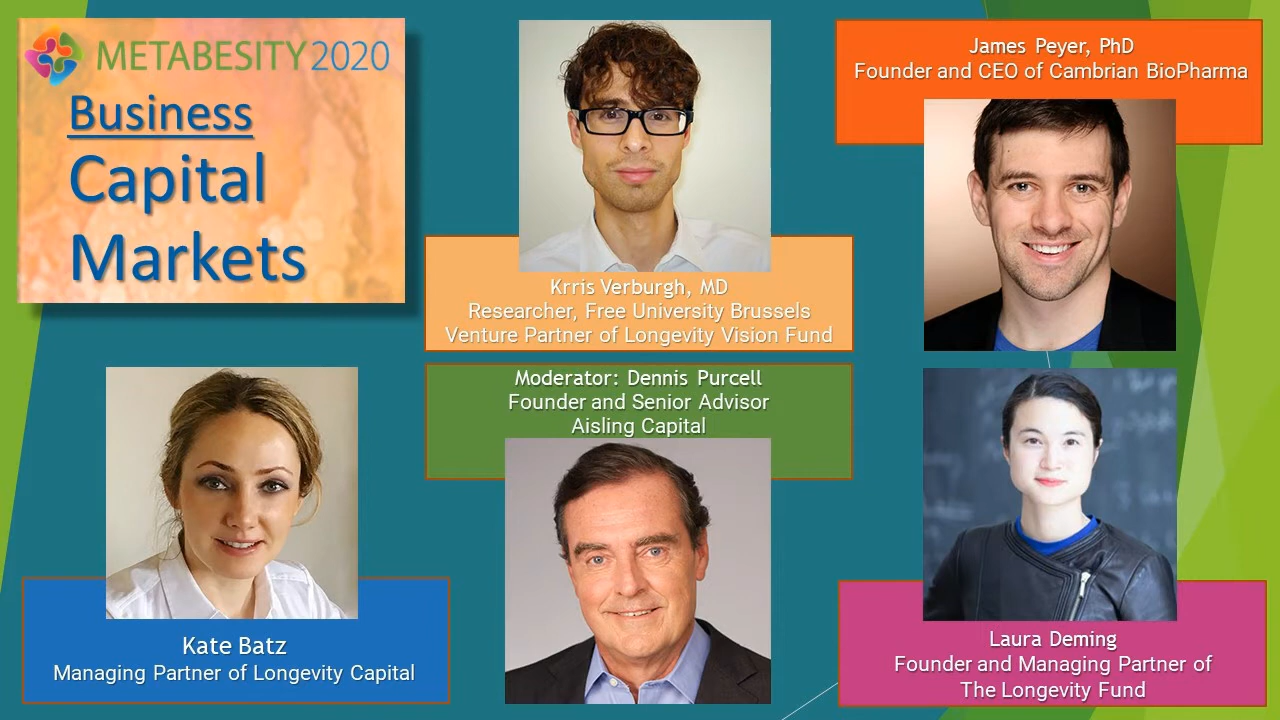 METABESITY 2020
Business
Capital
Markets
Krris Verburgh, MD
Researcher, Free University Brussels
Venture Partner of Longevity Vision Fund
James Peyer, PhD
Founder and CEO of Cambrian BioPharma
Kate Batz
Managing Partner of Longevity Capital
Moderator: Dennis Purcell
Founder and Senior Advisor
Aisling Capital
Laura Deming
Founder and Managing Partner of
The Longevity Fund